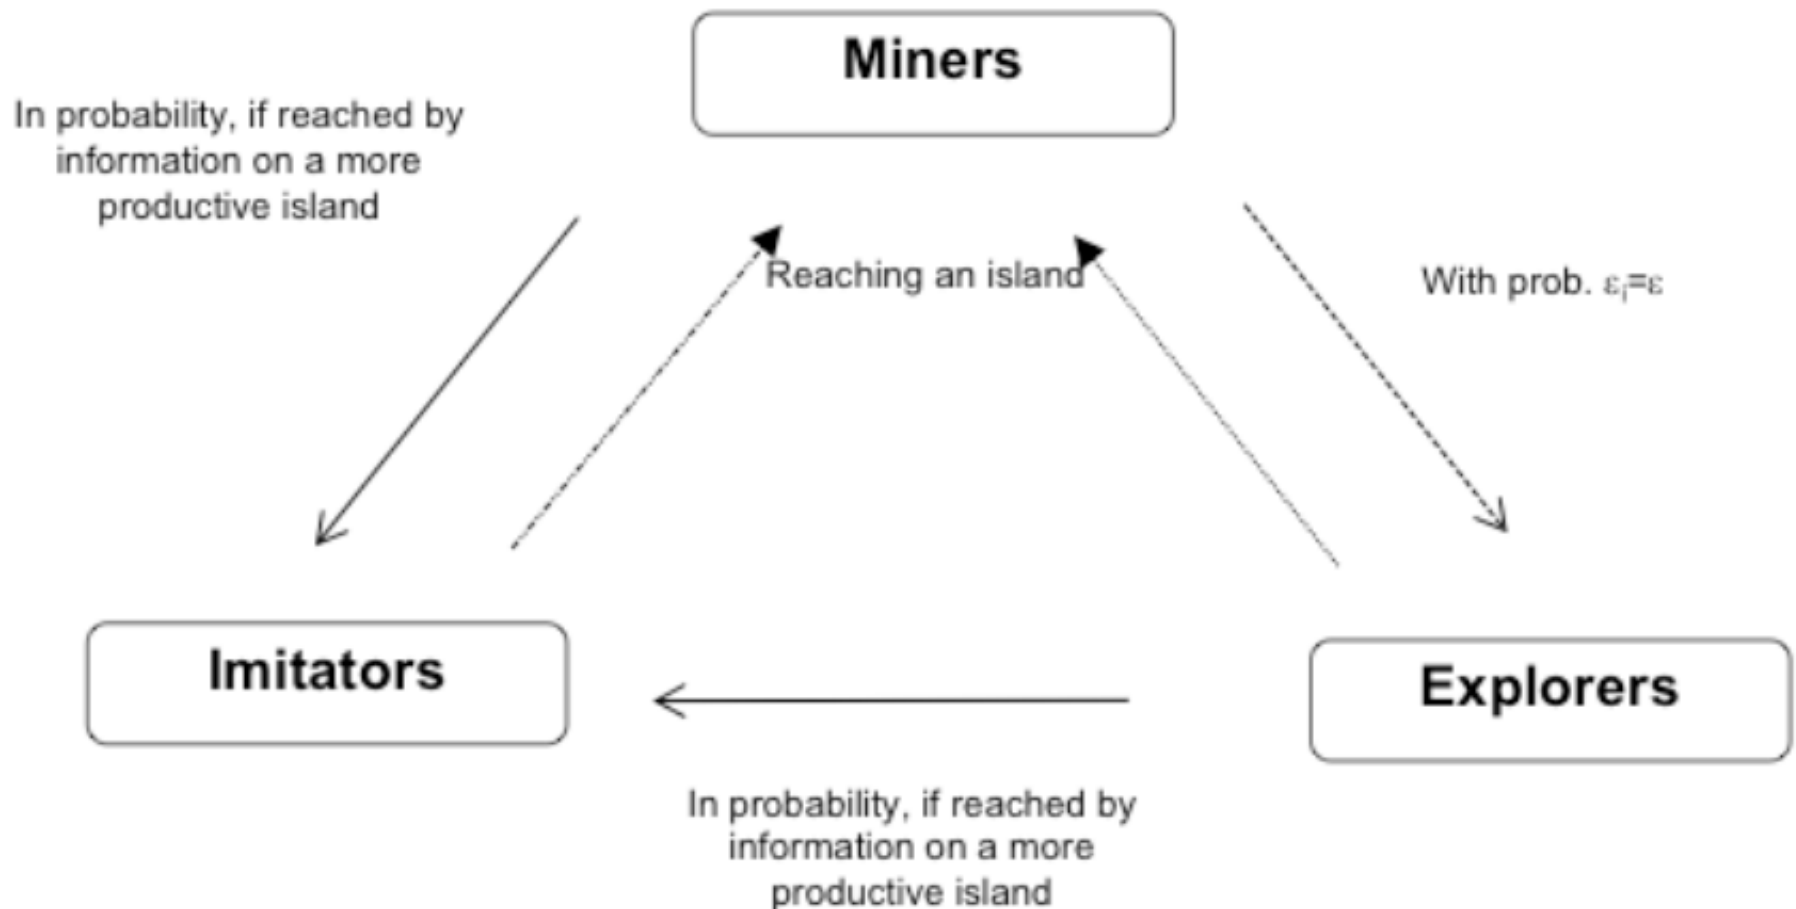 Miners
In probability, if reached by
information on a more
productive island
Reaching an island
With prob. εᵢ=ε
Imitators
Explorers
In probability, if reached by
information on a more
productive island